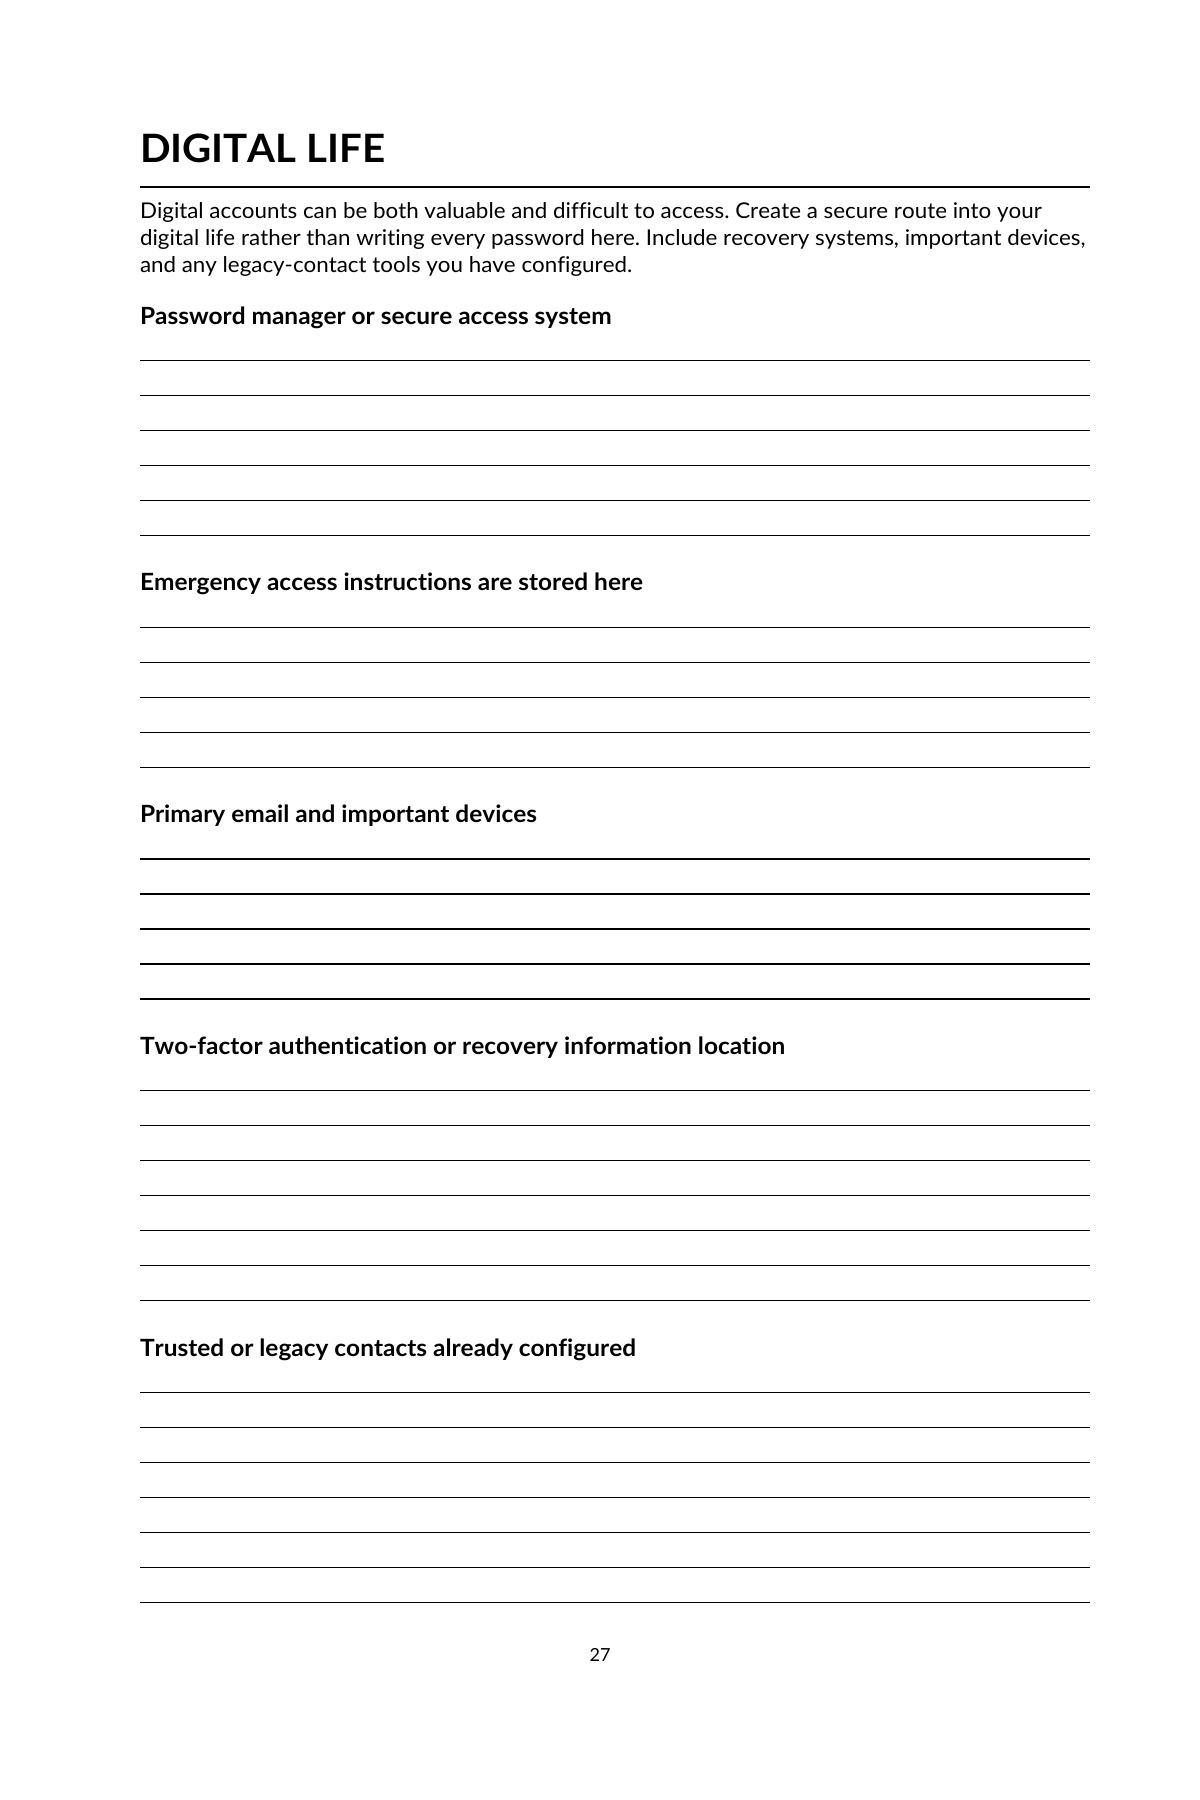 DIGITAL LIFE
Digital accounts can be both valuable and difficult to access. Create a secure route into your
digital life rather than writing every password here. Include recovery systems, important devices,
and any legacy-contact tools you have configured.
Password manager or secure access system
Emergency access instructions are stored here
Primary email and important devices
Two-factor authentication or recovery information location
Trusted or legacy contacts already configured
27